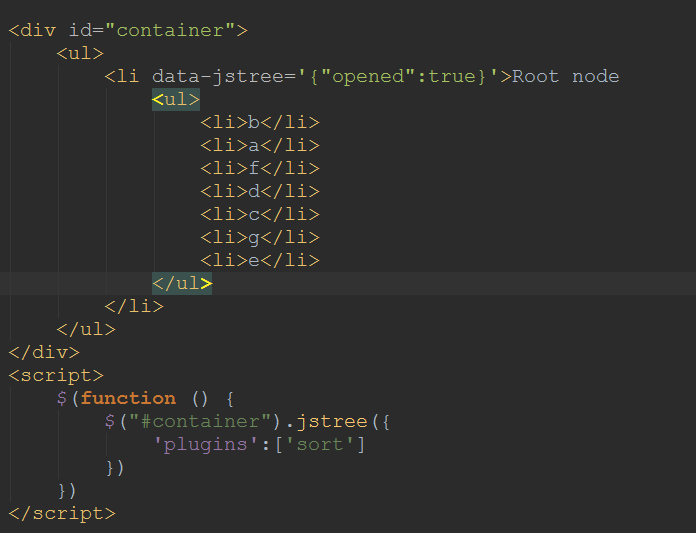 <div id="container">
    <ul>
        <li data-jstree='{"opened":true}'>Root node
            <ul>
                <li>b</li>
                <li>a</li>
                <li>f</li>
                <li>d</li>
                <li>c</li>
                <li>g</li>
                <li>e</li>
            </ul>
        </li>
    </ul>
</div>
<script>
    $(function () {
        $("#container").jstree({
            'plugins':['sort']
        })
    })
</script>